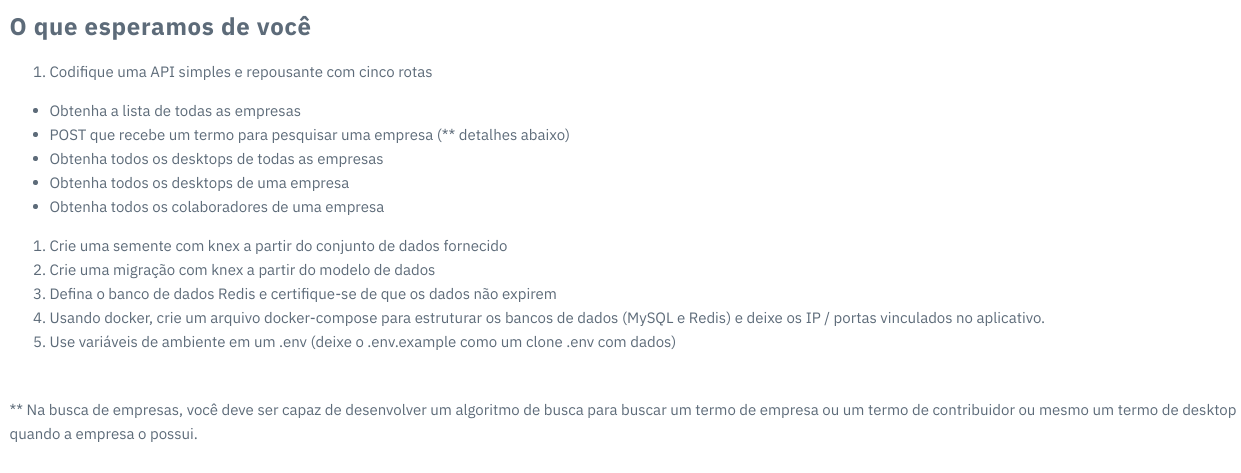 O que esperamos de você
1. Codifique uma API simples e repousante com cinco rotas
• Obtenha a lista de todas as empresas
• POST que recebe um termo para pesquisar uma empresa (** detalhes abaixo)
• Obtenha todos os desktops de todas as empresas
• Obtenha todos os desktops de uma empresa
• Obtenha todos os colaboradores de uma empresa
1. Crie uma semente com knex a partir do conjunto de dados fornecido
2. Crie uma migração com knex a partir do modelo de dados
3. Defina o banco de dados Redis e certifique-se de que os dados não expirem
4. Usando docker, crie um arquivo docker-compose para estruturar os bancos de dados (MySQL e Redis) e deixe os IP / portas vinculados no aplicativo.
5. Use variáveis de ambiente em um .env (deixe o .env.example como um clone .env com dados)
** Na busca de empresas, você deve ser capaz de desenvolver um algoritmo de busca para buscar um termo de empresa ou um termo de contribuidor ou mesmo um termo de desktop
quando a empresa o possui.